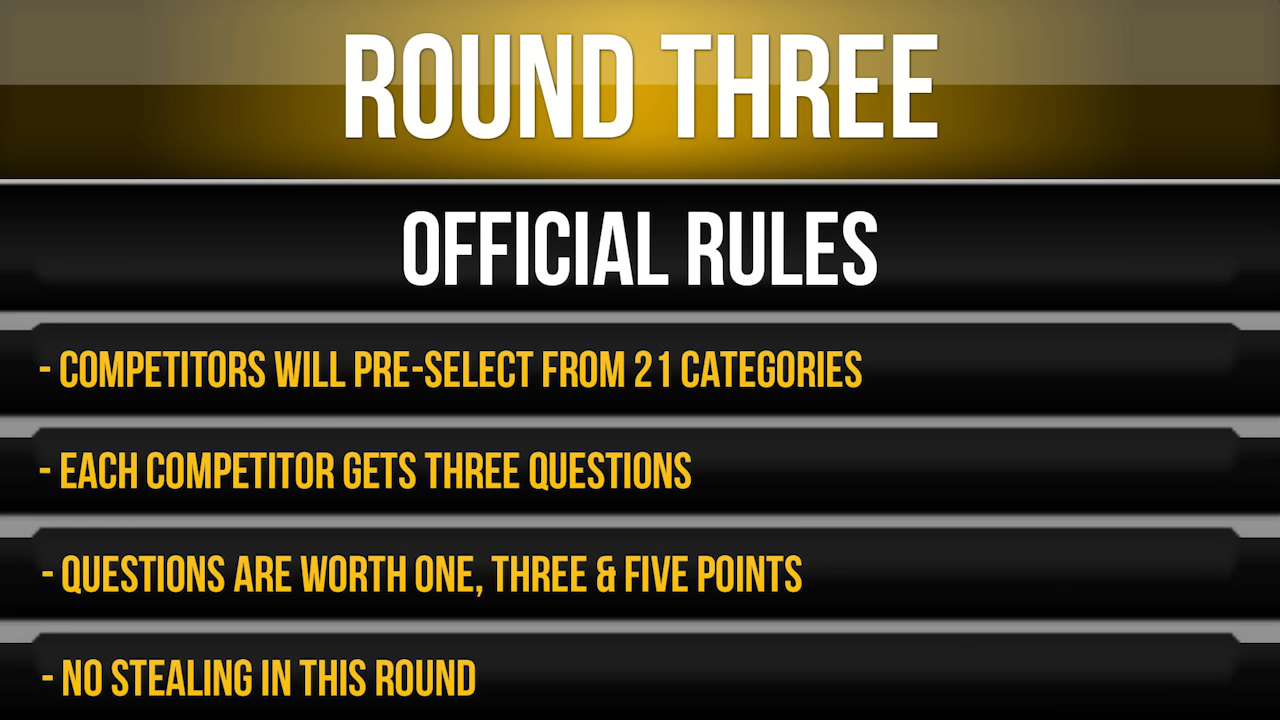 ROUND THREE
OFFICIAL RULES
- COMPETITORS WILL PRE-SELECT FROM 21 CATEGORIES
- EACH COMPETITOR GETS THREE QUESTIONS
- QUESTIONS ARE WORTH ONE, THREE & FIVE POINTS
- NO STEALING IN THIS ROUND